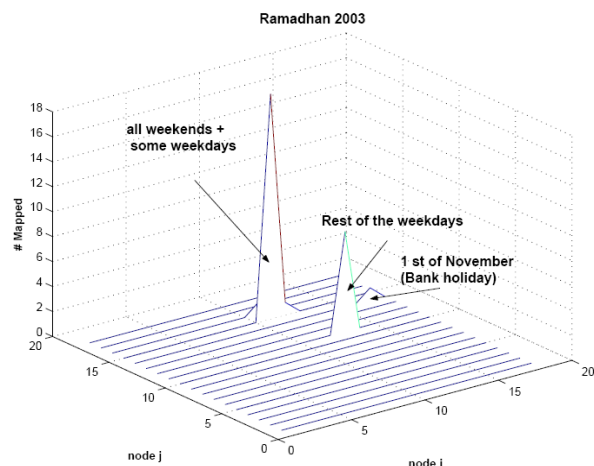 Ramadhan 2003
18
16
14
12
10
8
6
4
2
0
# Mapped
all weekends +
some weekdays
Rest of the weekdays
1 st of November
(Bank holiday)
20
15
10
5
0
node j
0
5
10
15
20
node